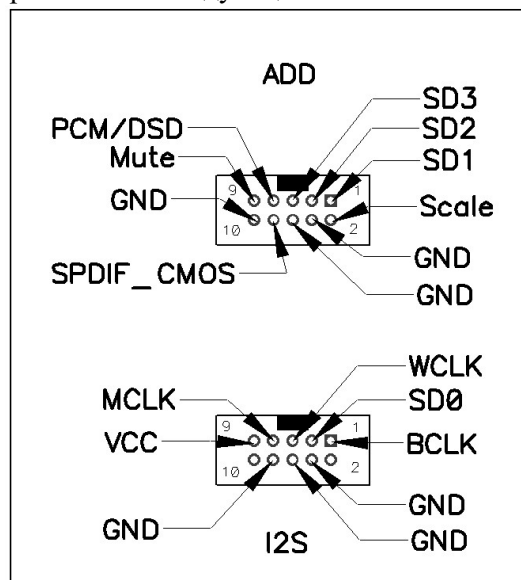 ADD
SD3
PCM/DSD
SD2
Mute
SD1
9
1
GND
Scale
10
2
GND
SPDIF_CMOS
GND
WCLK
MCLK
SD0
9
1
VCC
BCLK
10
2
GND
GND
GND
I2S